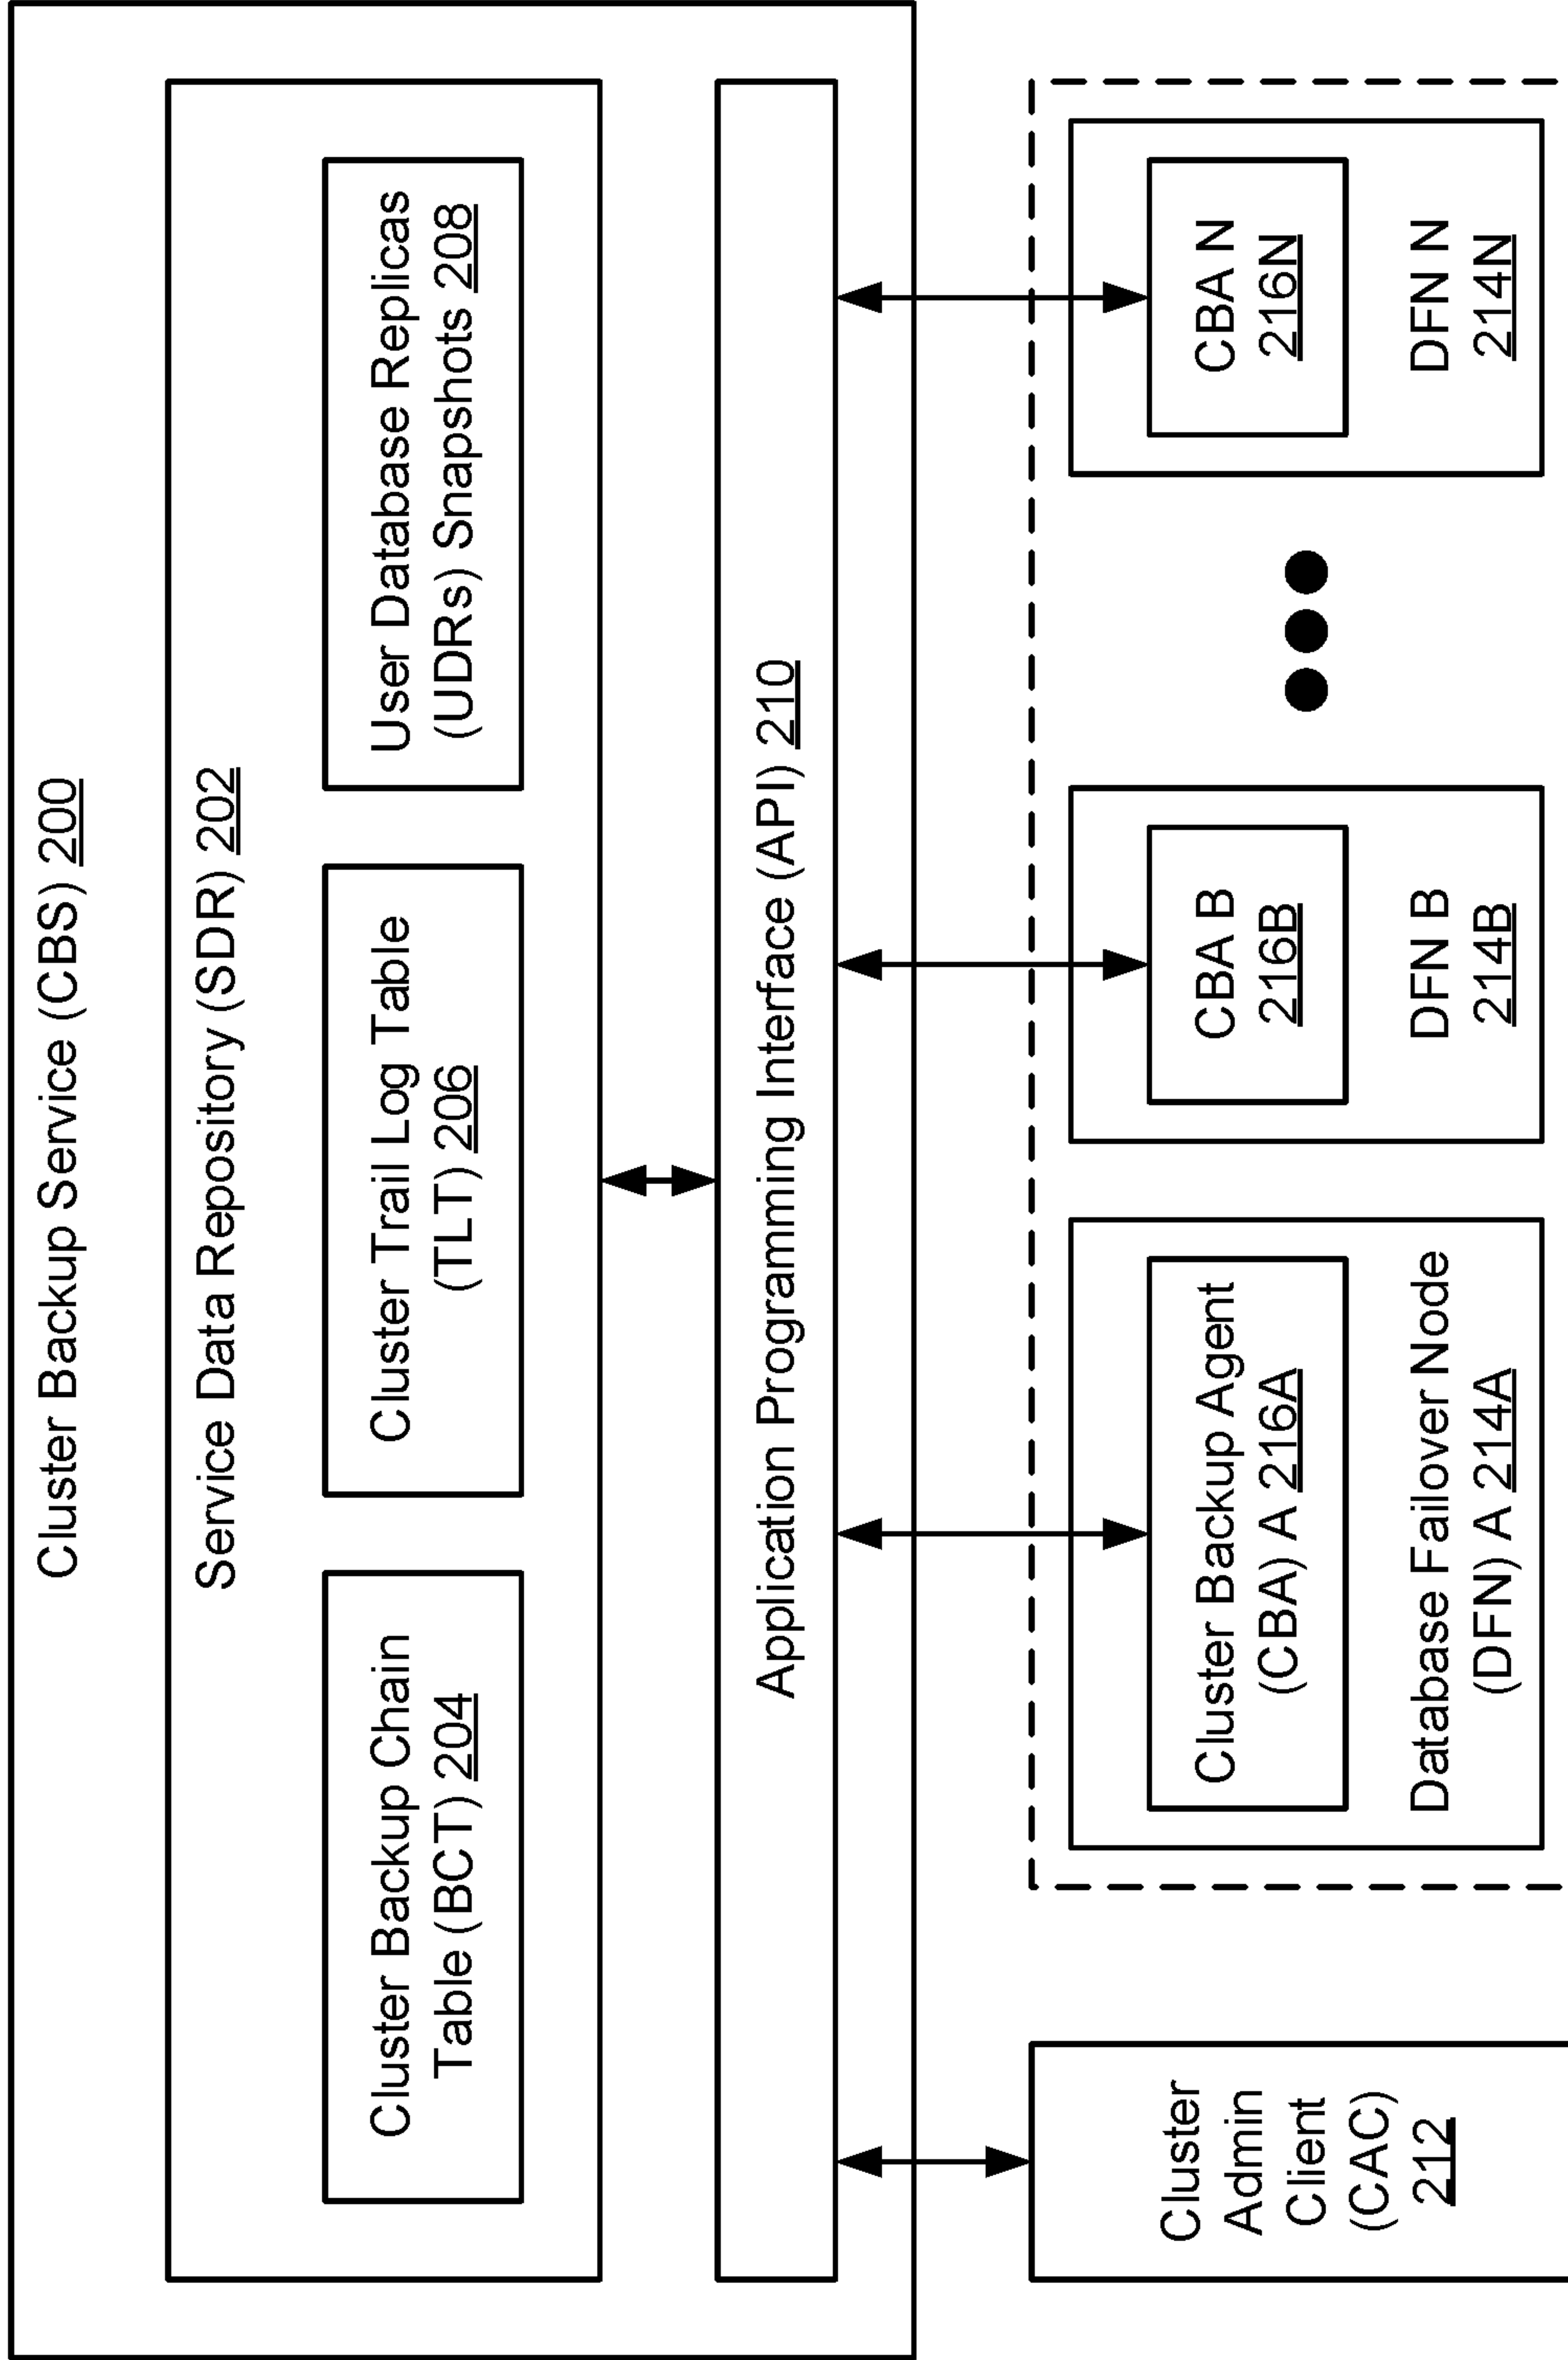 Cluster Backup Service (CBS) 200
Service Data Repository (SDR) 202
Cluster Backup Chain
Table (BCT) 204
Cluster Trail Log Table
(TLT) 206
User Database Replicas
(UDRs) Snapshots 208
Application Programming Interface (API) 210
Cluster
Admin
Client
(CAC)
212
Cluster Backup Agent
(CBA) A 216A
Database Failover Node
(DFN) A 214A
CBA B
216B
DFN B
214B
CBA N
216N
DFN N
214N